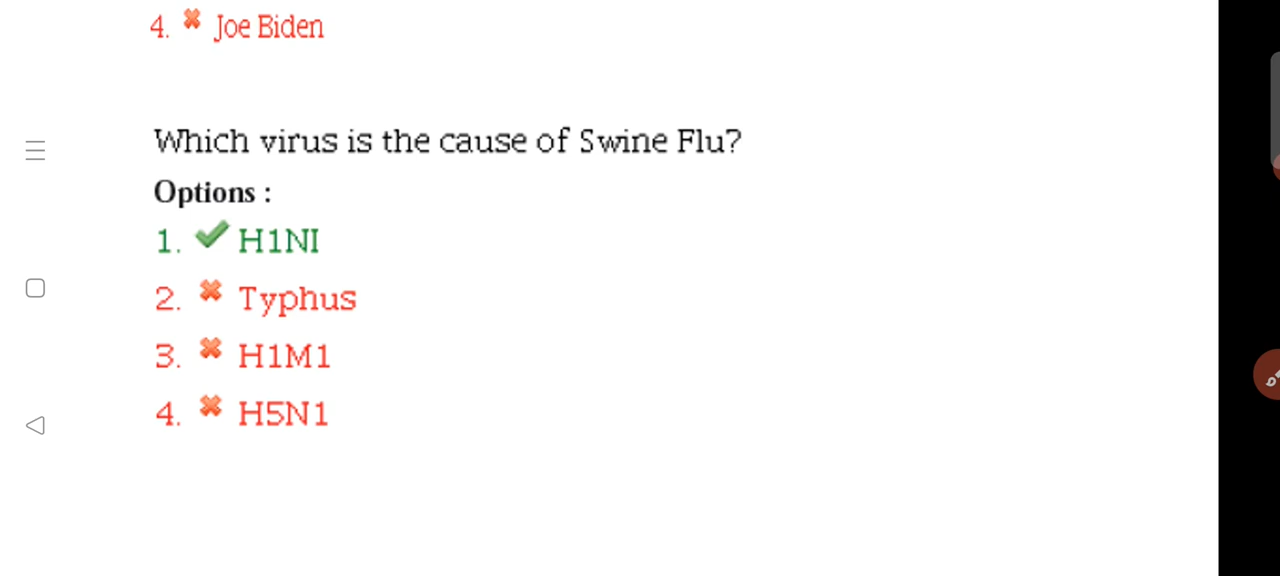 4. Joe Biden
Which virus is the cause of Swine Flu?
Options :
1. H1NI
2. Typhus
3. H1M1
4. H5N1